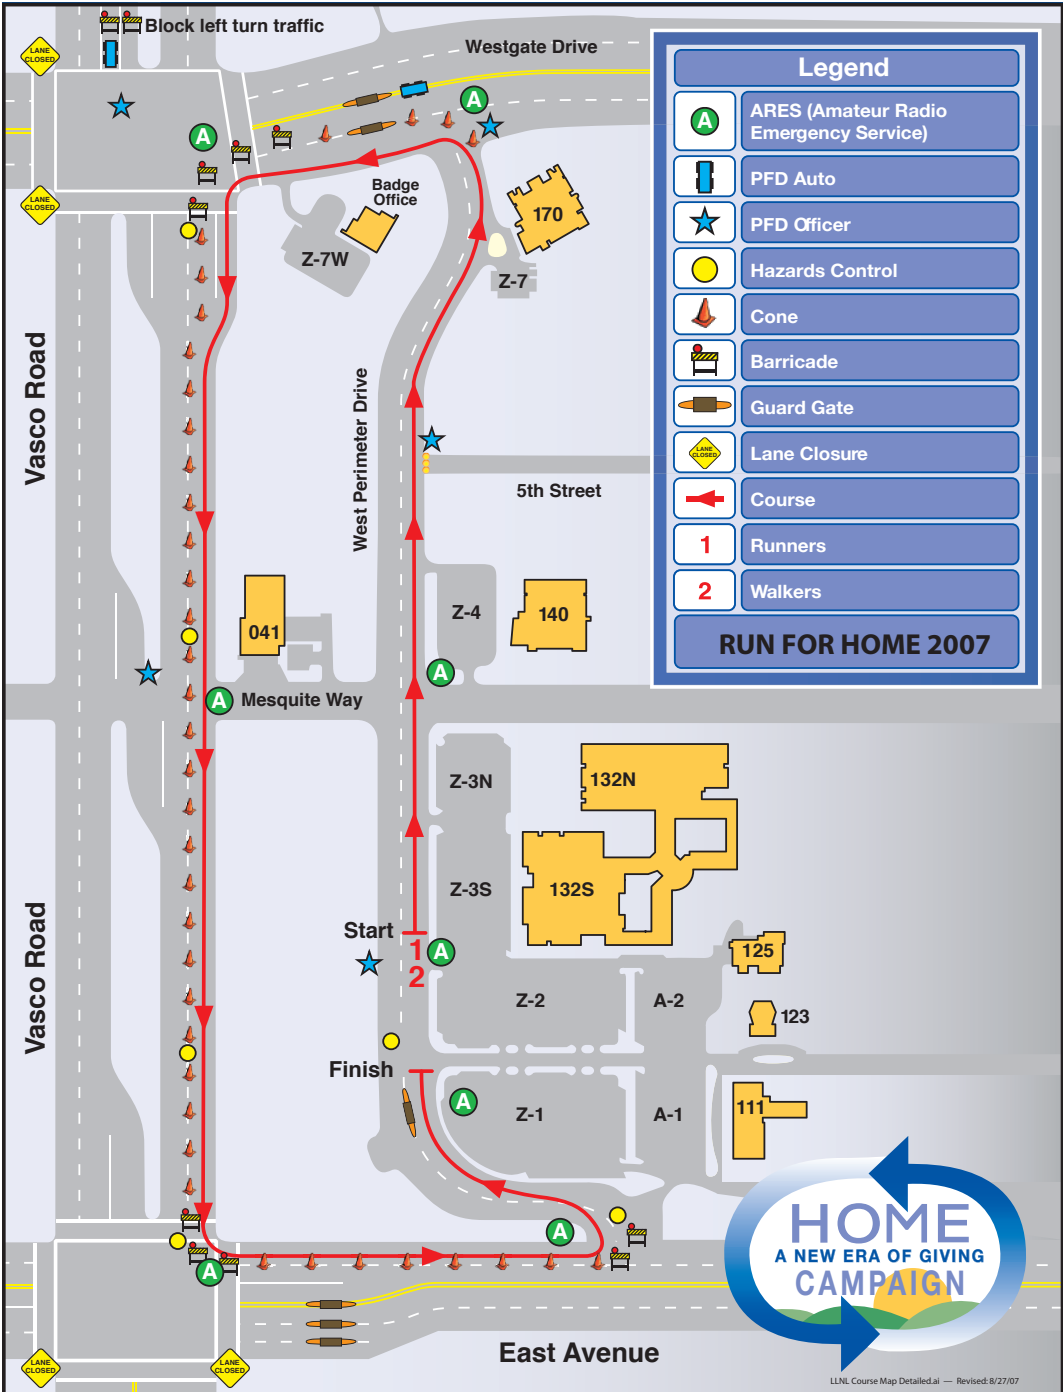 LANE
CLOSED
Block left turn traffic
Westgate Drive
A
A
LANE
CLOSED
Badge
Office
170
Z-7W
Z-7
Vasco Road
West Perimeter Drive
5th Street
Z-4
140
041
A
A
Mesquite Way
Z-3N
132N
Z-3S
132S
Start
1
2
A
125
Z-2
A-2
123
Vasco Road
Finish
A
Z-1
A-1
111
A
A
East Avenue
LANE
CLOSED
LANE
CLOSED
Legend
A
ARES (Amateur Radio
Emergency Service)
PFD Auto
PFD Officer
Hazards Control
Cone
Barricade
Guard Gate
LANE
CLOSED
Lane Closure
Course
1
Runners
2
Walkers
RUN FOR HOME 2007
HOME
A NEW ERA OF GIVING
CAMPAIGN
LLNL Course Map Detailed.ai — Revised: 8/27/07